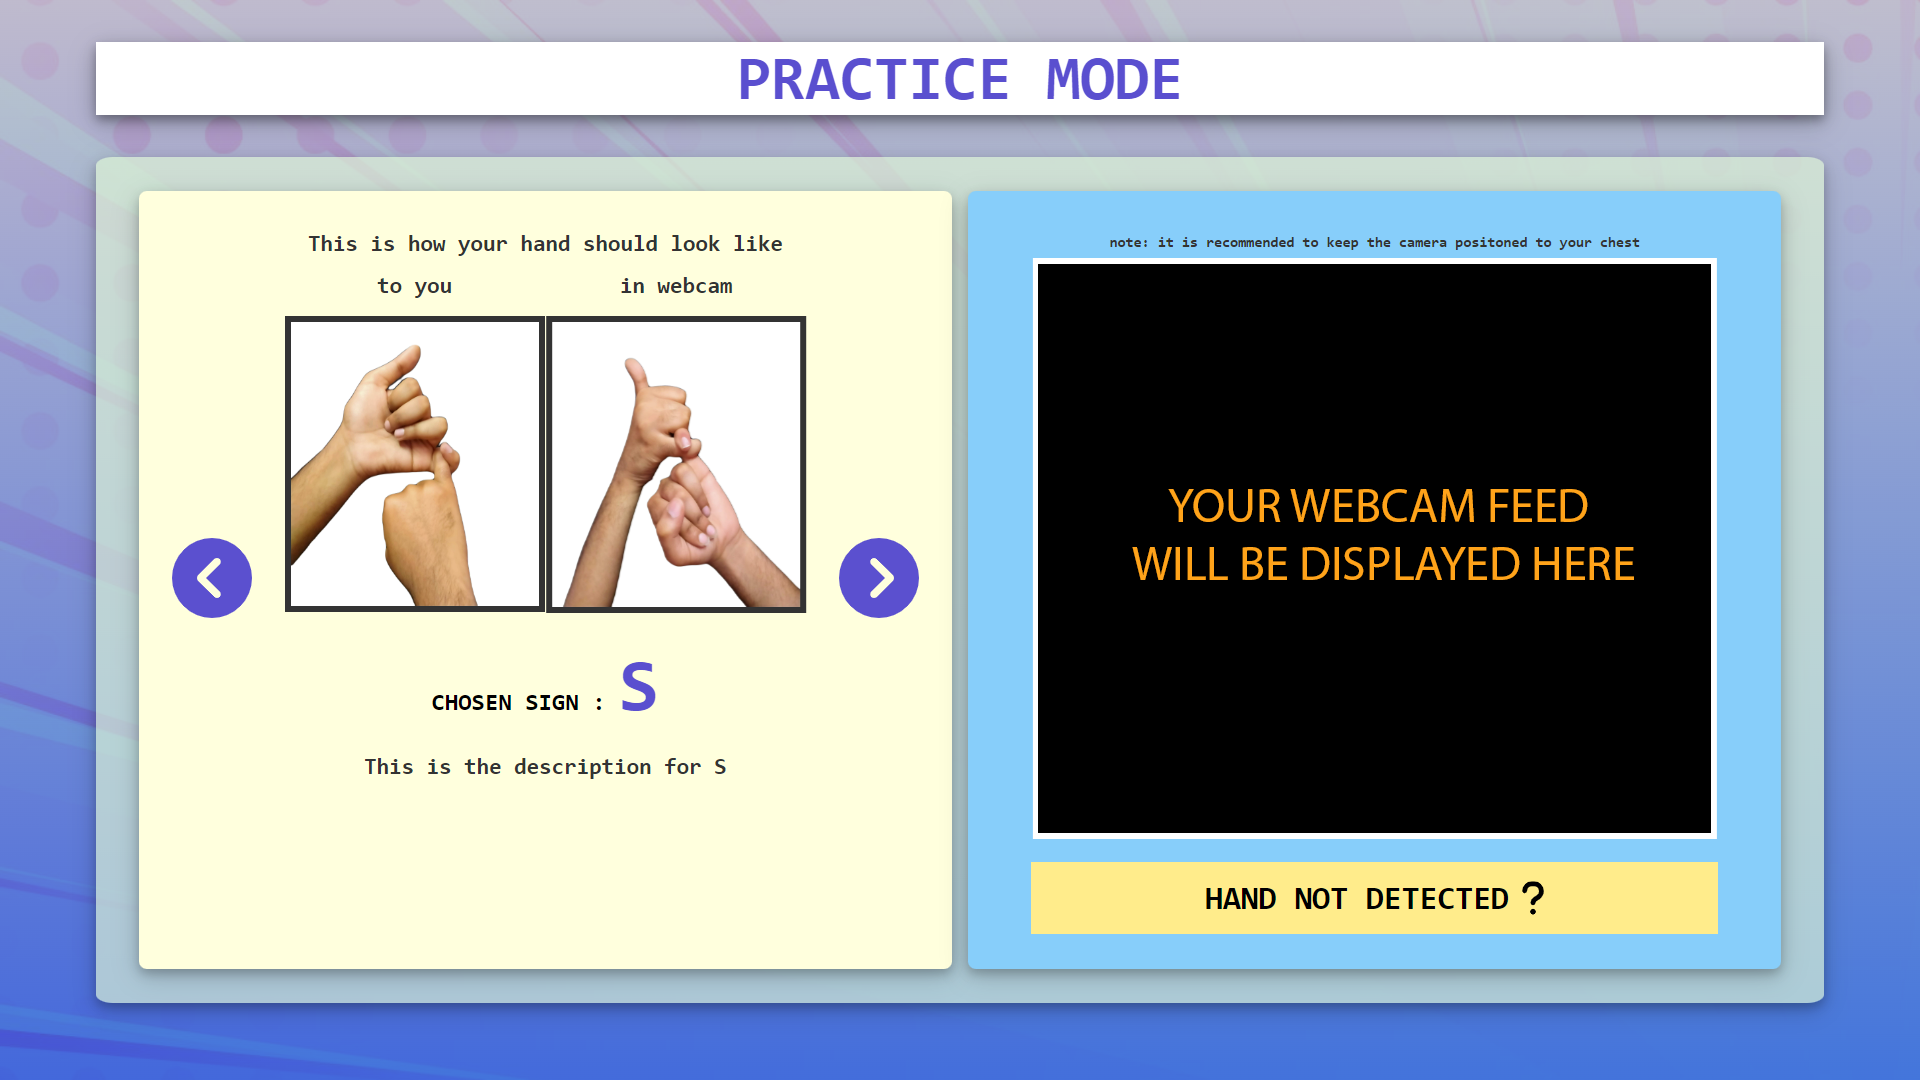 PRACTICE MODE
This is how your hand should look like
to you
in webcam
CHOSEN SIGN : S
This is the description for S
note: it is recommended to keep the camera positoned to your chest
YOUR WEBCAM FEED
WILL BE DISPLAYED HERE
HAND NOT DETECTED ?